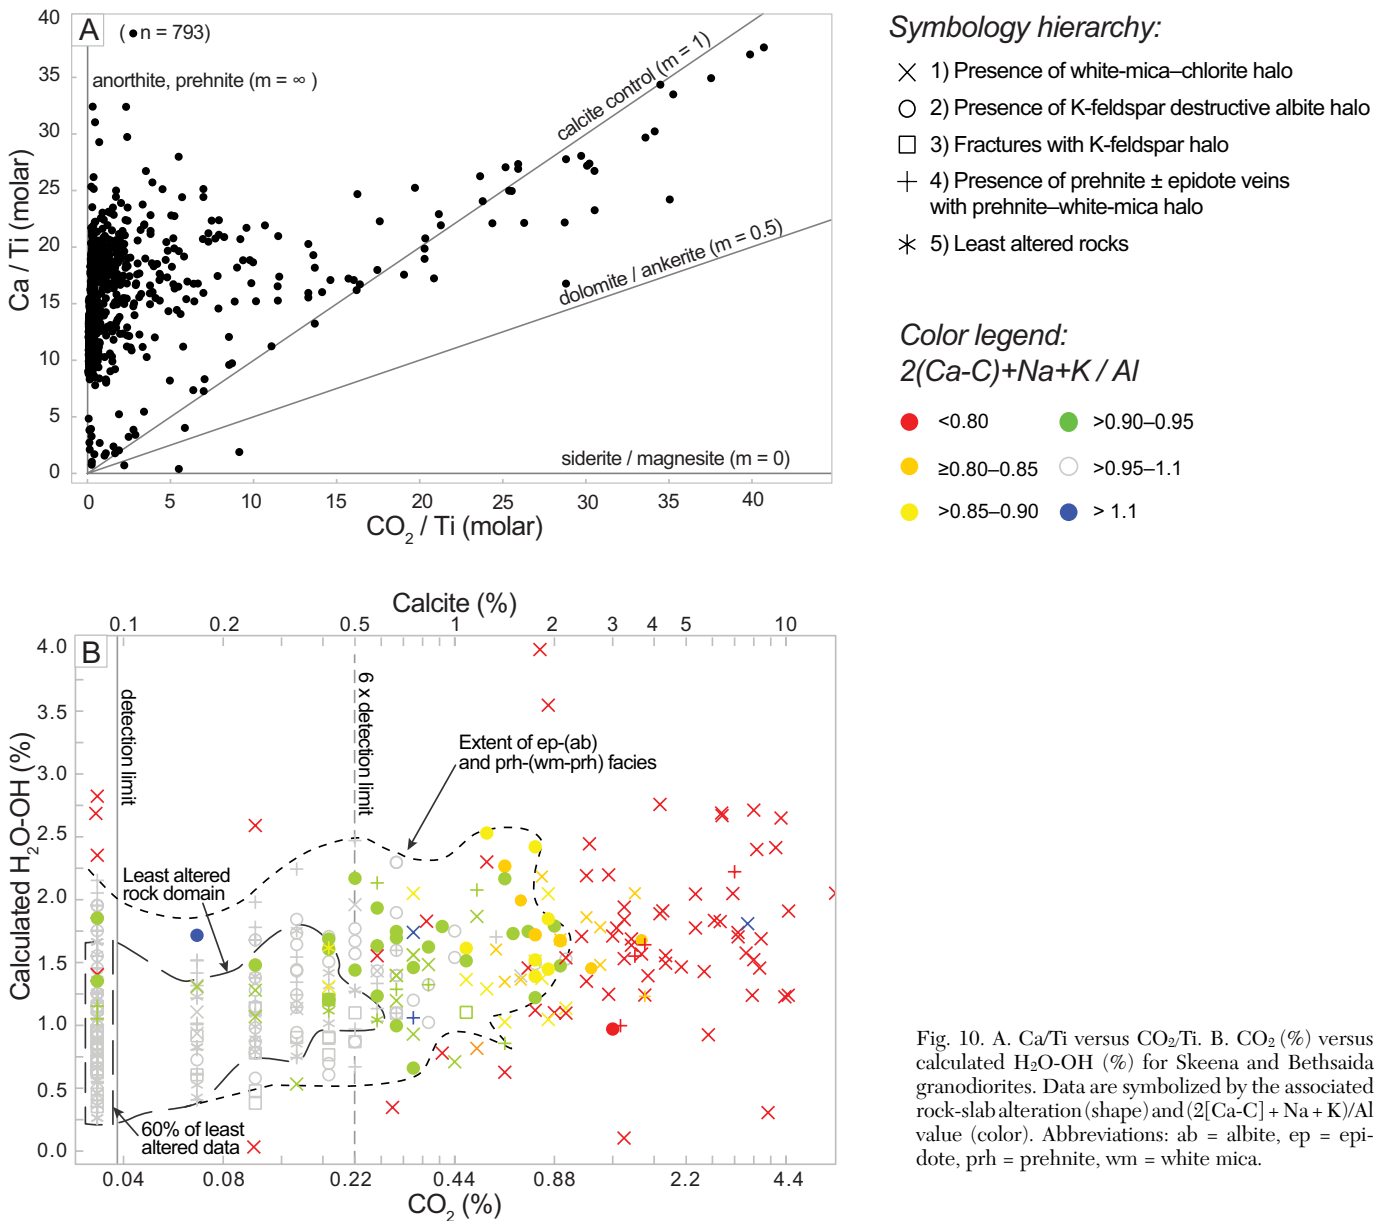 A
( ● n = 793)
anorthite, prehnite (m = ∞ )
calcite control (m = 1)
dolomite / ankerite (m = 0.5)
siderite / magnesite (m = 0)
Ca / Ti (molar)
40
35
30
25
20
15
10
5
0
0 5 10 15 20 25 30 35 40
CO2 / Ti (molar)
Symbology hierarchy:
1) Presence of white-mica–chlorite halo
2) Presence of K-feldspar destructive albite halo
3) Fractures with K-feldspar halo
4) Presence of prehnite ± epidote veins
with prehnite–white-mica halo
5) Least altered rocks
Color legend:
2(Ca-C)+Na+K / Al
<0.80
≥0.80–0.85
>0.85–0.90
>0.90–0.95
>0.95–1.1
> 1.1
Calcite (%)
0.1 0.2 0.5 1 2 3 4 5 10
B
detection limit
6 x detection limit
Extent of ep-(ab)
and prh-(wm-prh) facies
Least altered
rock domain
60% of least
altered data
Calculated H2O-OH (%)
4.0
3.5
3.0
2.5
2.0
1.5
1.0
0.5
0.0
0.04 0.08 0.22 0.44 0.88 2.2 4.4
CO2 (%)
Fig. 10. A. Ca/Ti versus CO2/Ti. B. CO2 (%) versus
calculated H2O-OH (%) for Skeena and Bethsaida
granodiorites. Data are symbolized by the associated
rock-slab alteration (shape) and (2[Ca-C] + Na + K)/Al
value (color). Abbreviations: ab = albite, ep = epi-
dote, prh = prehnite, wm = white mica.